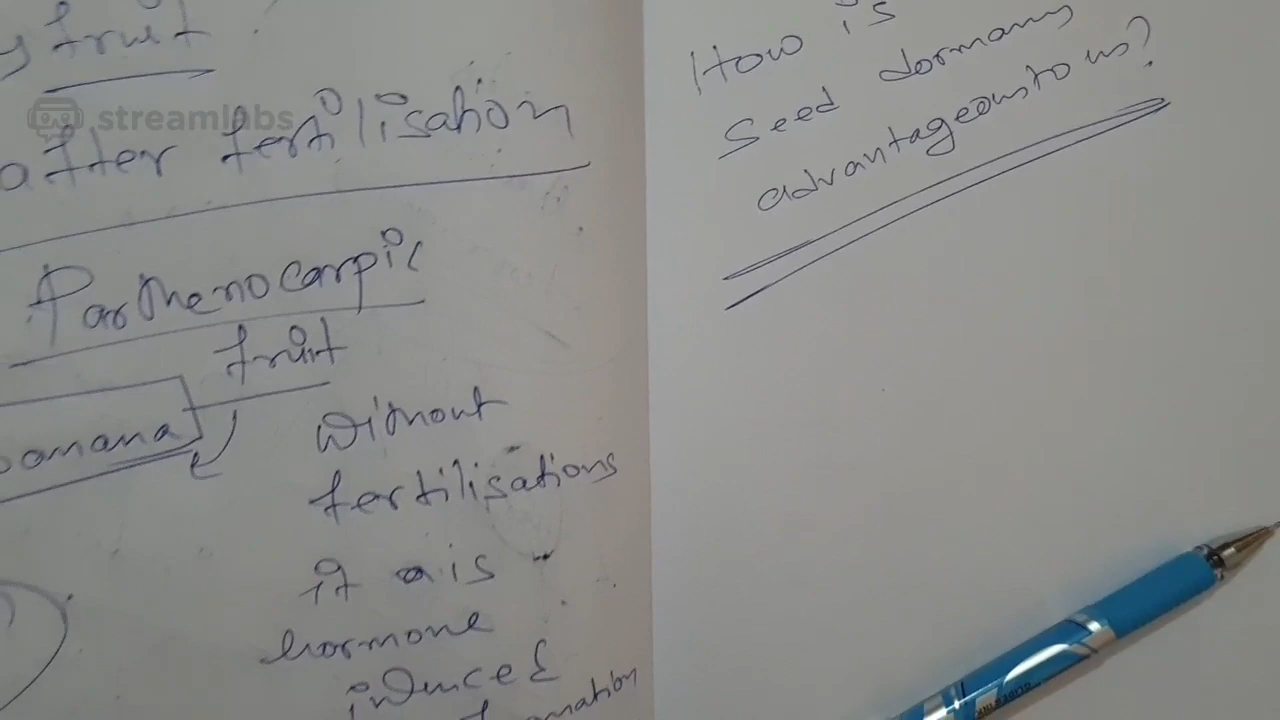 y fruit?
streamlabs
after fertilisation
Parthenocarpic
fruit
banana
without
fertilisations
it is
hormone
induced
formation
How is
seed dormancy
advantageous to us?